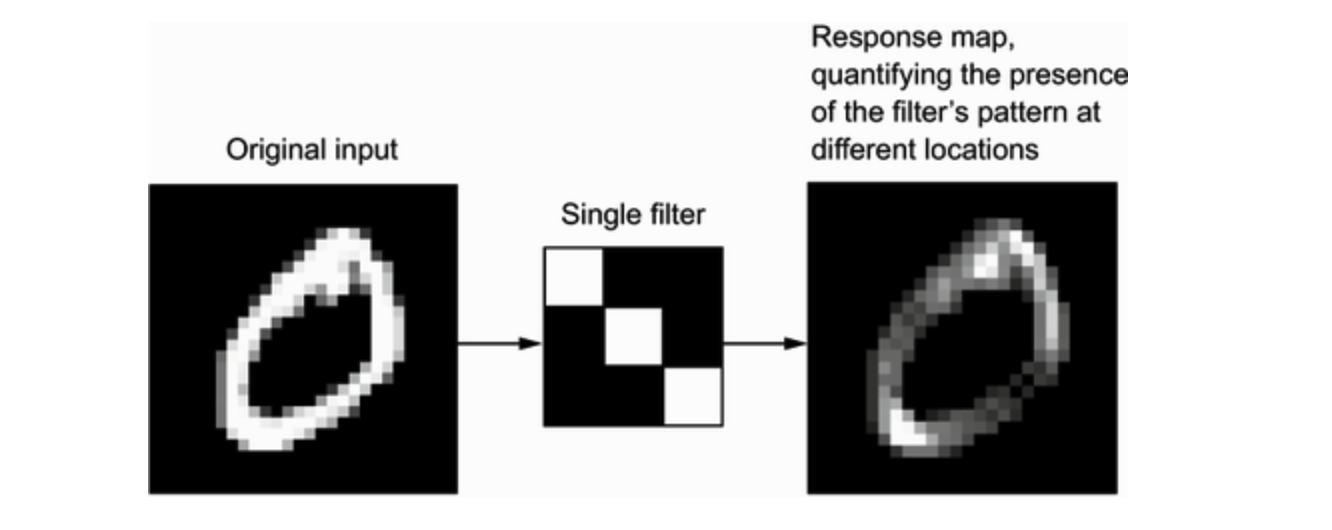 Original input
Single filter
Response map,
quantifying the presence
of the filter's pattern at
different locations